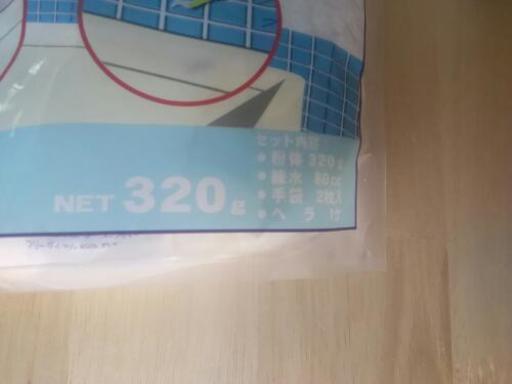 セット内容
● 粉体 320g
● 練水 80cc
● 手袋 2枚入
● ヘラ付
NET 320g